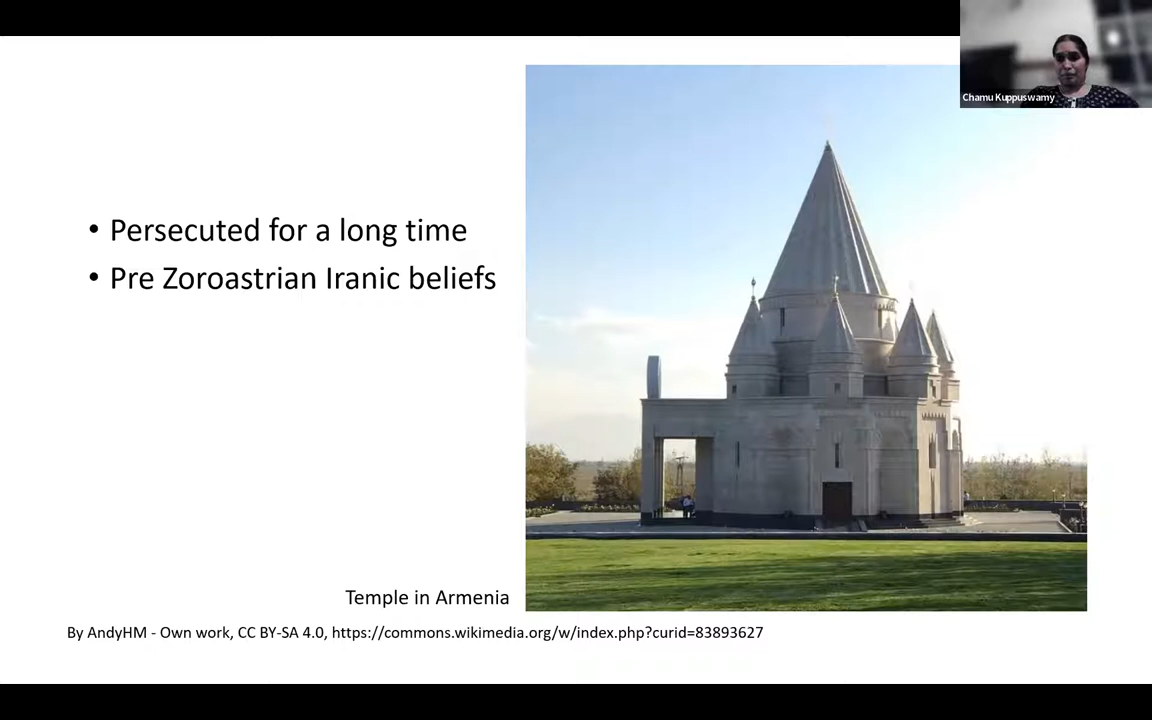 Chamu Kuppuswamy
• Persecuted for a long time
• Pre Zoroastrian Iranic beliefs
Temple in Armenia
By AndyHM - Own work, CC BY-SA 4.0, https://commons.wikimedia.org/w/index.php?curid=83893627